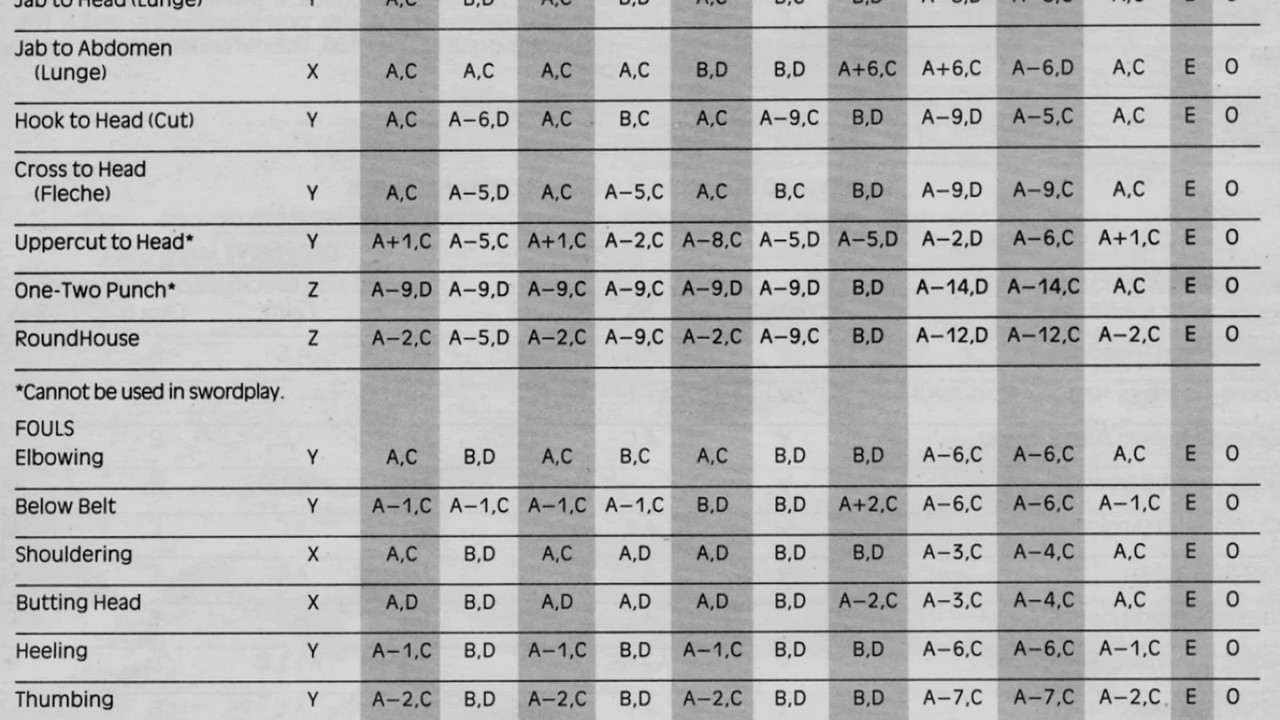 Jab to Head (Lunge) Y A,C B,D A,C B,D A,C B,C B,D A,C E O
Jab to Abdomen
(Lunge) X A,C A,C A,C A,C B,D B,D A+6,C A+6,C A−6,D A,C E O
Hook to Head (Cut) Y A,C A−6,D A,C B,C A,C A−9,C B,D A−9,D A−5,C A,C E O
Cross to Head
(Fleche) Y A,C A−5,D A,C A−5,C A,C B,C B,D A−9,D A−9,C A,C E O
Uppercut to Head* Y A+1,C A−5,C A+1,C A−2,C A−8,C A−5,D A−5,D A−2,D A−6,C A+1,C E O
One-Two Punch* Z A−9,D A−9,D A−9,C A−9,C A−9,D A−9,D B,D A−14,D A−14,C A,C E O
RoundHouse Z A−2,C A−5,D A−2,C A−9,C A−2,C A−9,C B,D A−12,D A−12,C A−2,C E O
*Cannot be used in swordplay.
FOULS
Elbowing Y A,C B,D A,C B,C A,C B,D B,D A−6,C A−6,C A,C E O
Below Belt Y A−1,C A−1,C A−1,C A−1,C B,D B,D A+2,C A−6,C A−6,C A−1,C E O
Shouldering X A,C B,D A,C A,D A,D B,D B,D A−3,C A−4,C A,C E O
Butting Head X A,D B,D A,D A,D A,D B,D A−2,C A−3,C A−4,C A,C E O
Heeling Y A−1,C B,D A−1,C B,D A−1,C B,D B,D A−6,C A−6,C A−1,C E O
Thumbing Y A−2,C B,D A−2,C B,D A−2,C B,D B,D A−7,C A−7,C A−2,C E O